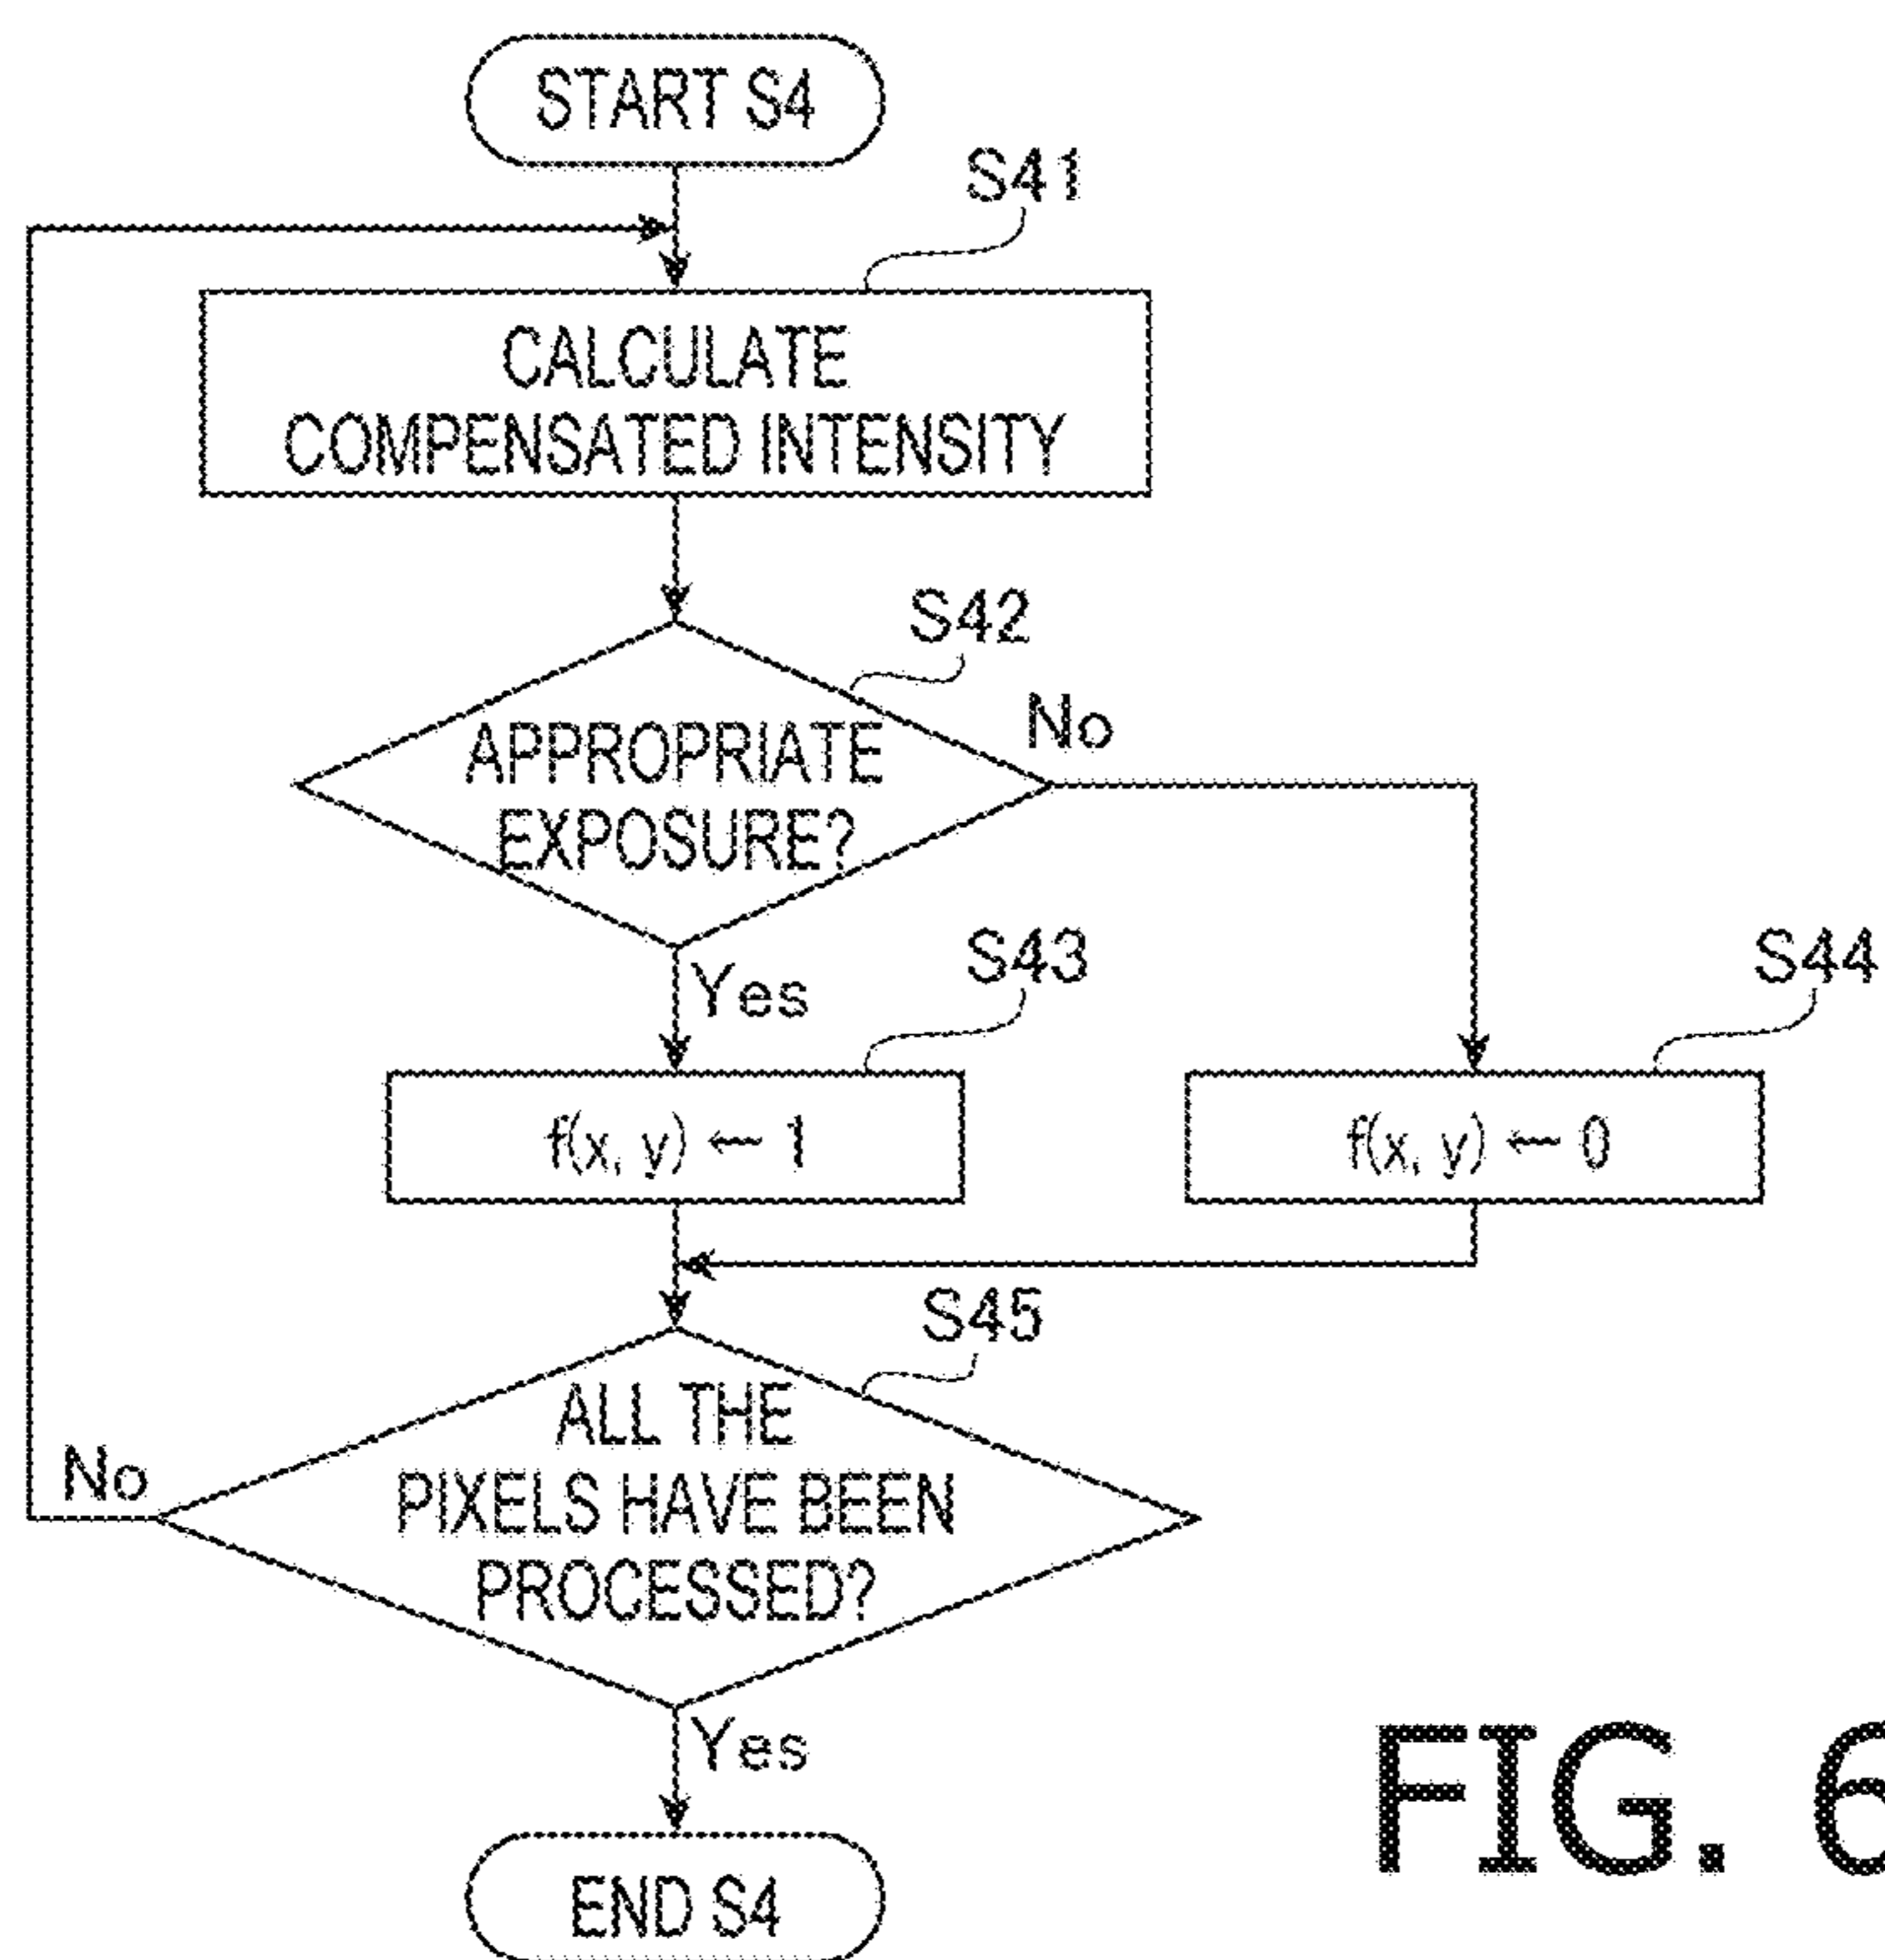 START S4
S41
CALCULATE
COMPENSATED INTENSITY
S42
No
APPROPRIATE
EXPOSURE?
Yes
S43
S44
f(x, y) ← 1
f(x, y) ← 0
S45
ALL THE
PIXELS HAVE BEEN
PROCESSED?
No
Yes
END S4
FIG. 6